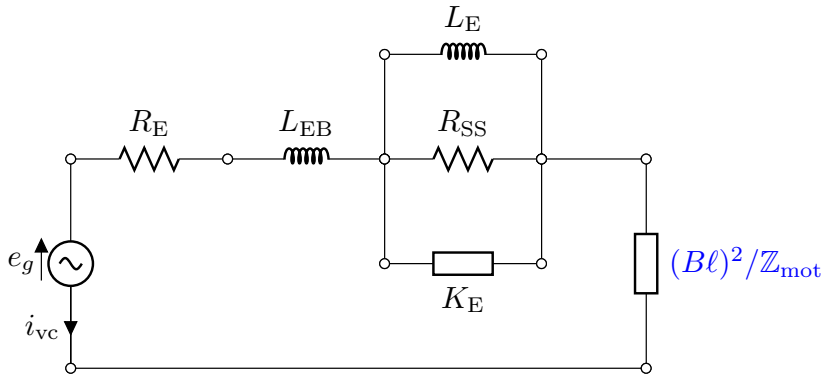 L_E
R_E
L_EB
R_SS
e_g
(Bℓ)²/ℤ_mot
K_E
i_vc